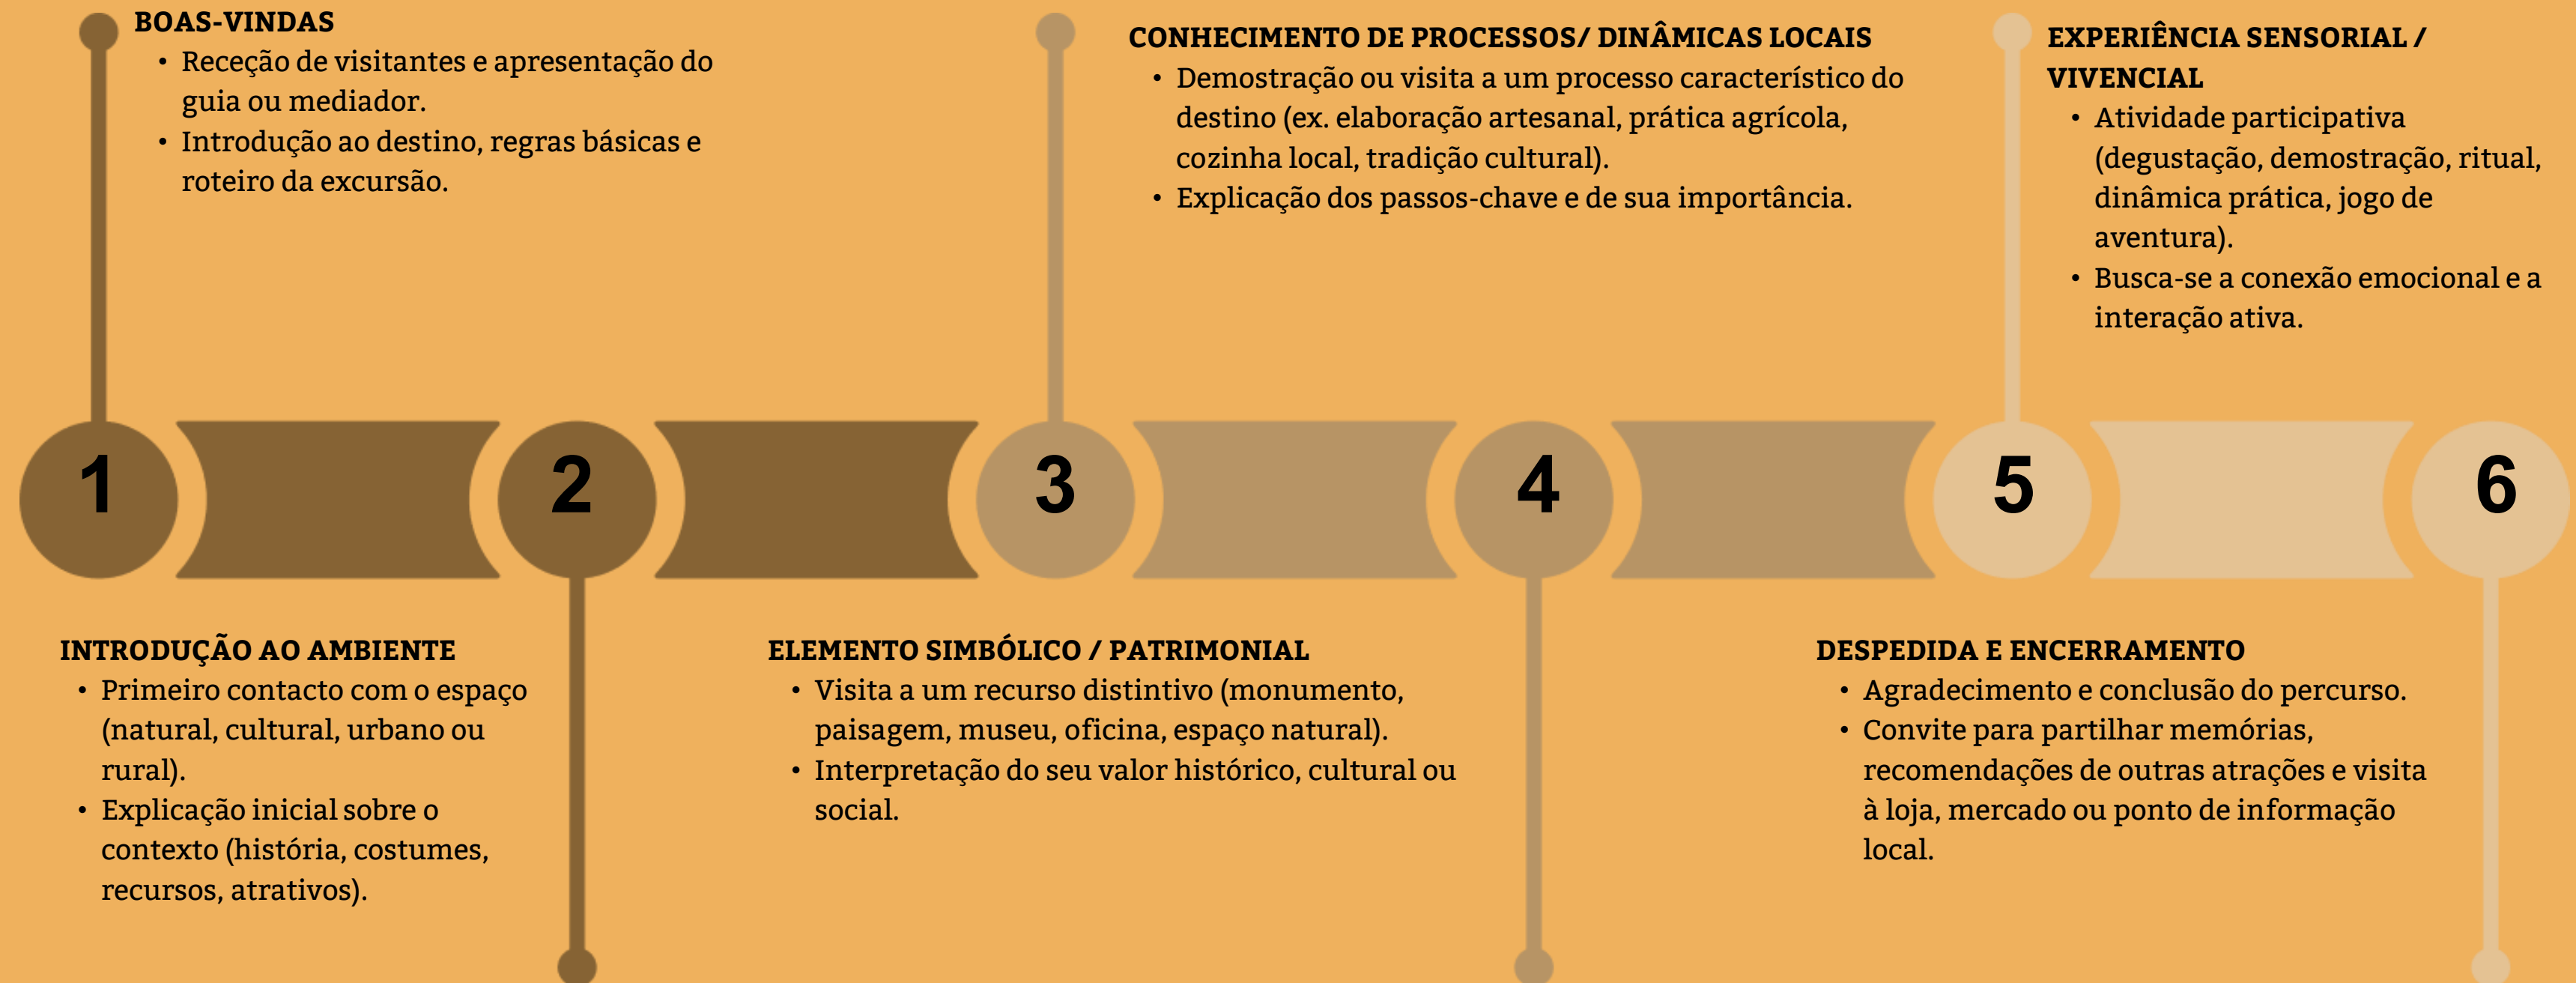 BOAS-VINDAS
• Receção de visitantes e apresentação do
guia ou mediador.
• Introdução ao destino, regras básicas e
roteiro da excursão.
CONHECIMENTO DE PROCESSOS/ DINÂMICAS LOCAIS
• Demostração ou visita a um processo característico do
destino (ex. elaboração artesanal, prática agrícola,
cozinha local, tradição cultural).
• Explicação dos passos-chave e de sua importância.
EXPERIÊNCIA SENSORIAL /
VIVENCIAL
• Atividade participativa
(degustação, demostração, ritual,
dinâmica prática, jogo de
aventura).
• Busca-se a conexão emocional e a
interação ativa.
1
2
3
4
5
6
INTRODUÇÃO AO AMBIENTE
• Primeiro contacto com o espaço
(natural, cultural, urbano ou
rural).
• Explicação inicial sobre o
contexto (história, costumes,
recursos, atrativos).
ELEMENTO SIMBÓLICO / PATRIMONIAL
• Visita a um recurso distintivo (monumento,
paisagem, museu, oficina, espaço natural).
• Interpretação do seu valor histórico, cultural ou
social.
DESPEDIDA E ENCERRAMENTO
• Agradecimento e conclusão do percurso.
• Convite para partilhar memórias,
recomendações de outras atrações e visita
à loja, mercado ou ponto de informação
local.